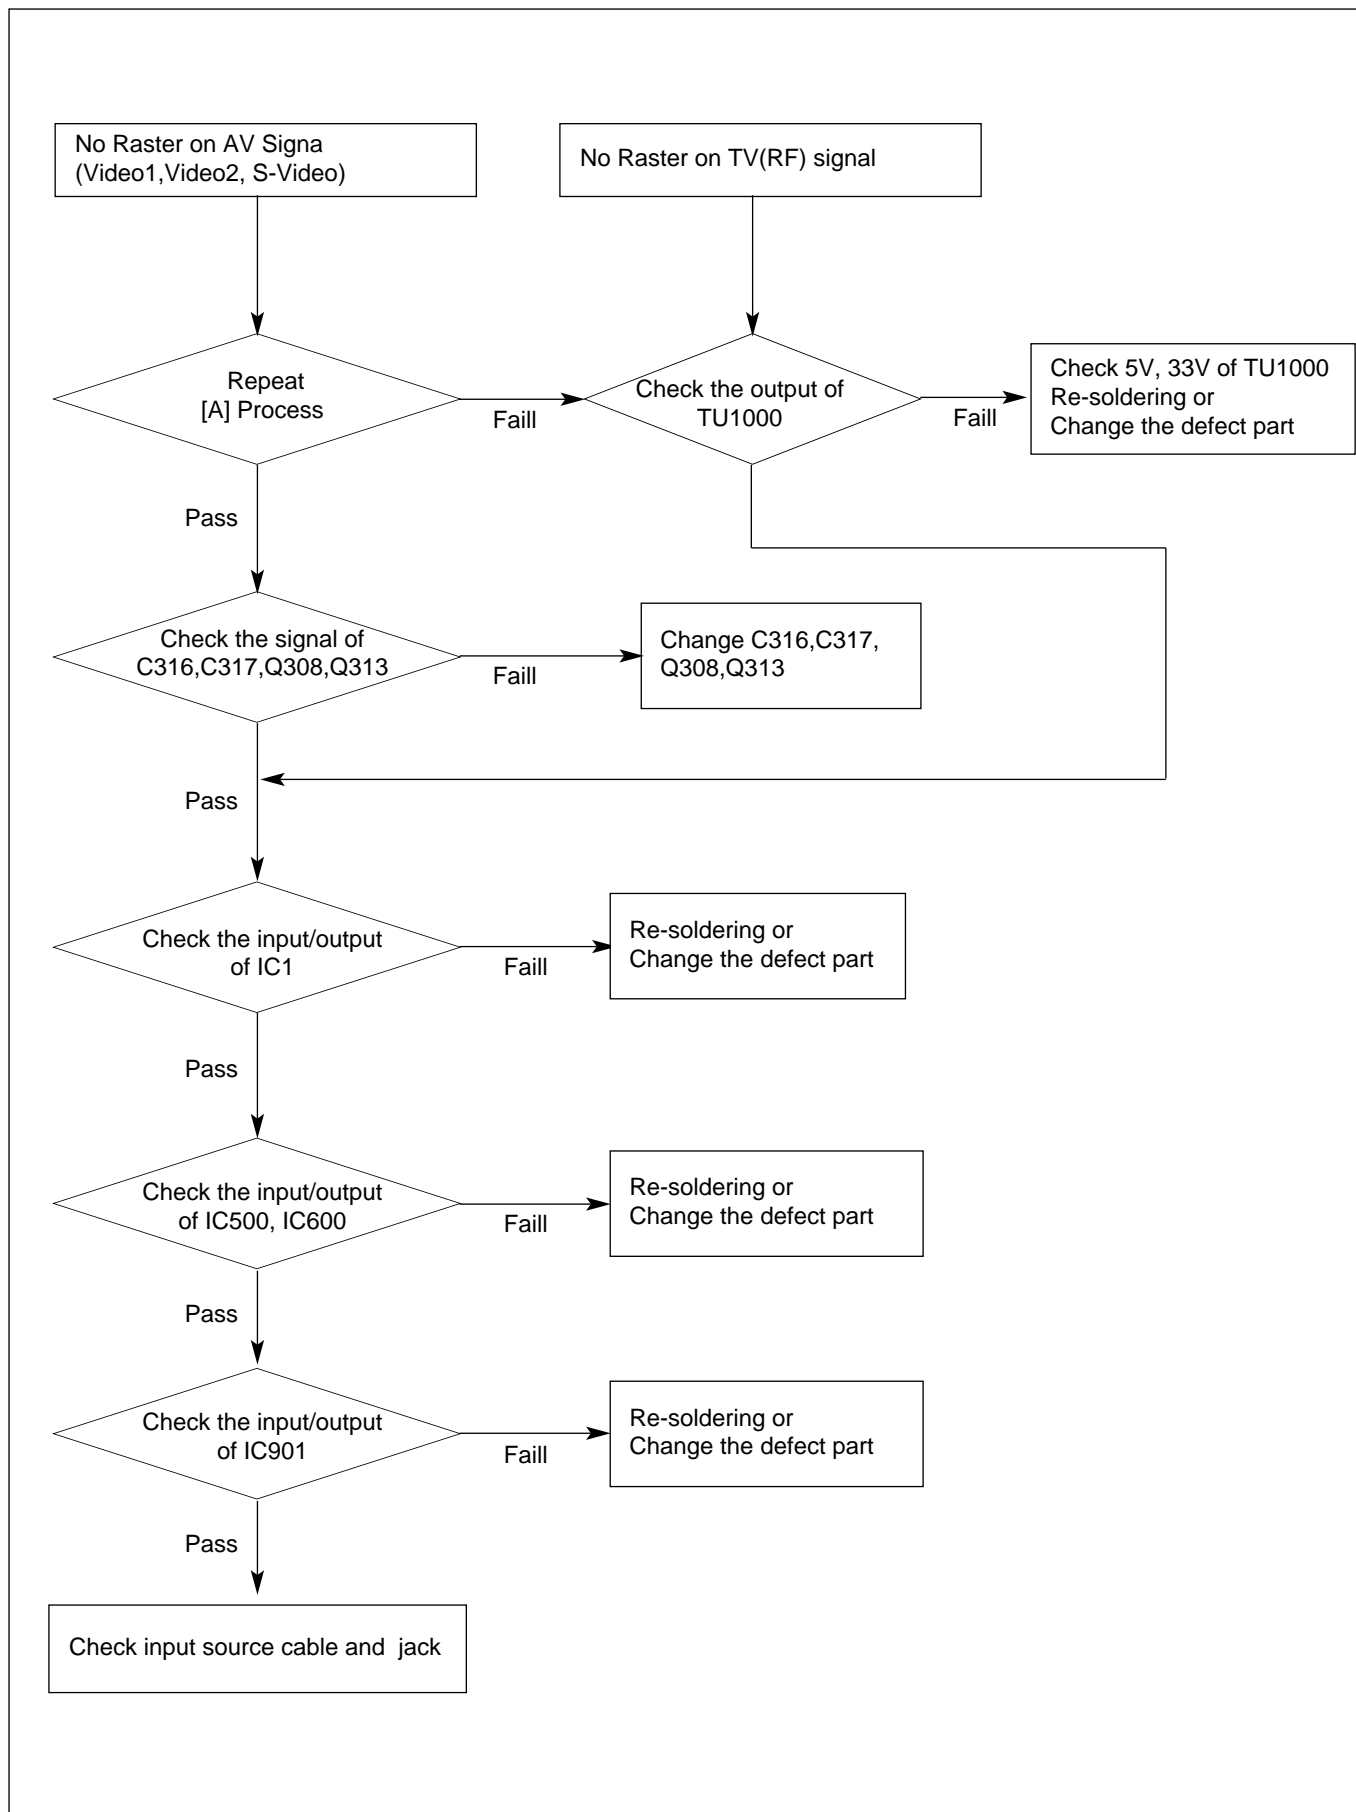 No Raster on AV Signa
(Video1,Video2, S-Video)
No Raster on TV(RF) signal
Repeat
[A] Process
Faill
Check the output of
TU1000
Faill
Check 5V, 33V of TU1000
Re-soldering or
Change the defect part
Pass
Check the signal of
C316,C317,Q308,Q313
Faill
Change C316,C317,
Q308,Q313
Pass
Check the input/output
of IC1
Faill
Re-soldering or
Change the defect part
Pass
Check the input/output
of IC500, IC600
Faill
Re-soldering or
Change the defect part
Pass
Check the input/output
of IC901
Faill
Re-soldering or
Change the defect part
Pass
Check input source cable and  jack